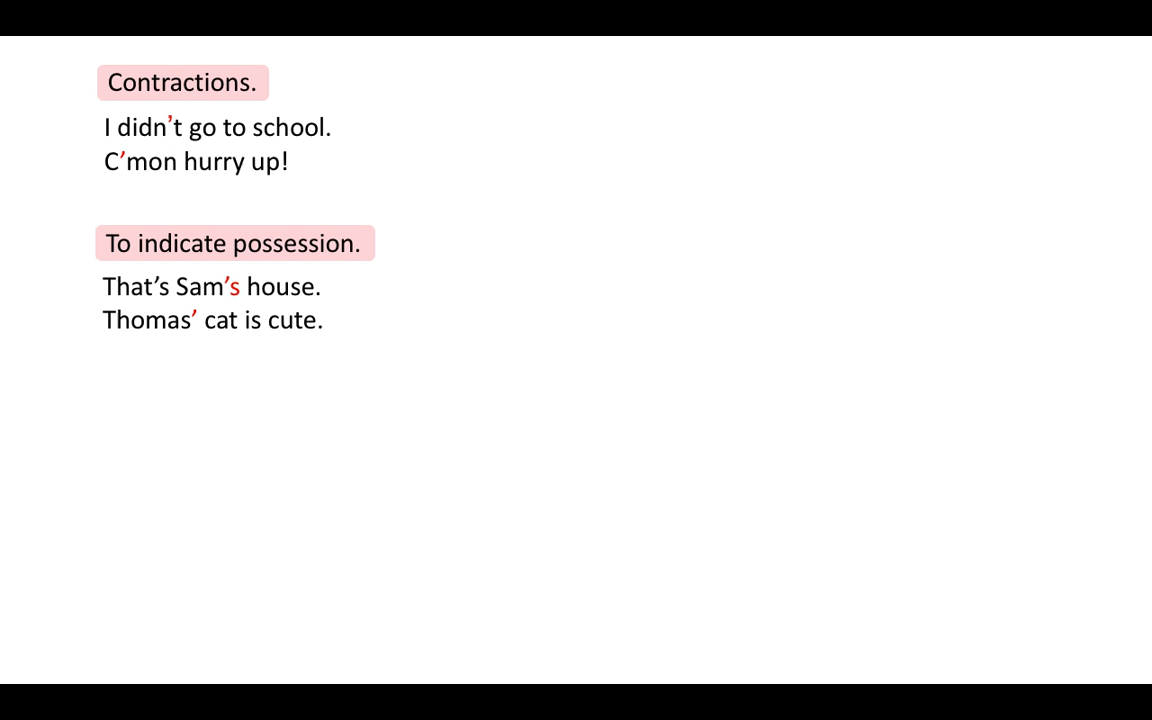 Contractions.
I didn’t go to school.
C’mon hurry up!
To indicate possession.
That’s Sam’s house.
Thomas’ cat is cute.